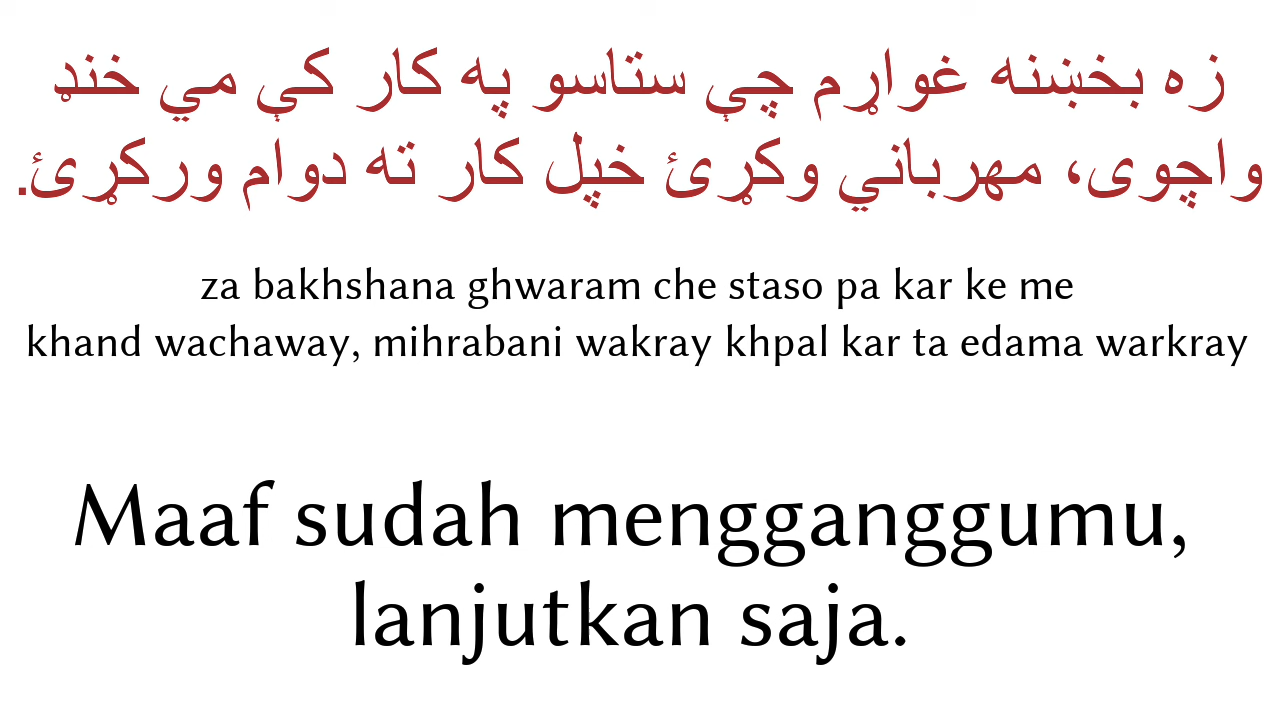 زه بخښنه غواړم چې ستاسو په کار کې مي خنډ
واچوی، مهرباني وکړئ خپل کار ته دوام ورکړئ.
za bakhshana ghwaram che staso pa kar ke me
khand wachaway, mihrabani wakray khpal kar ta edama warkray
Maaf sudah mengganggumu,
lanjutkan saja.